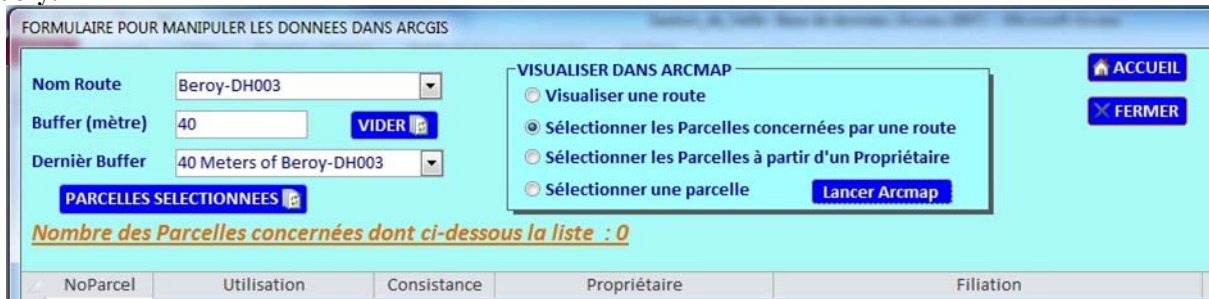 FORMULAIRE POUR MANIPULER LES DONNEES DANS ARCGIS
Nom Route
Beroy-DH003
Buffer (mètre)
40
VIDER
Dernièr Buffer
40 Meters of Beroy-DH003
PARCELLES SELECTIONNEES
VISUALISER DANS ARCMAP
Visualiser une route
Sélectionner les Parcelles concernées par une route
Sélectionner les Parcelles à partir d'un Propriétaire
Sélectionner une parcelle
Lancer Arcmap
ACCUEIL
FERMER
Nombre des Parcelles concernées dont ci-dessous la liste : 0
NoParcel Utilisation Consistance Propriétaire Filiation